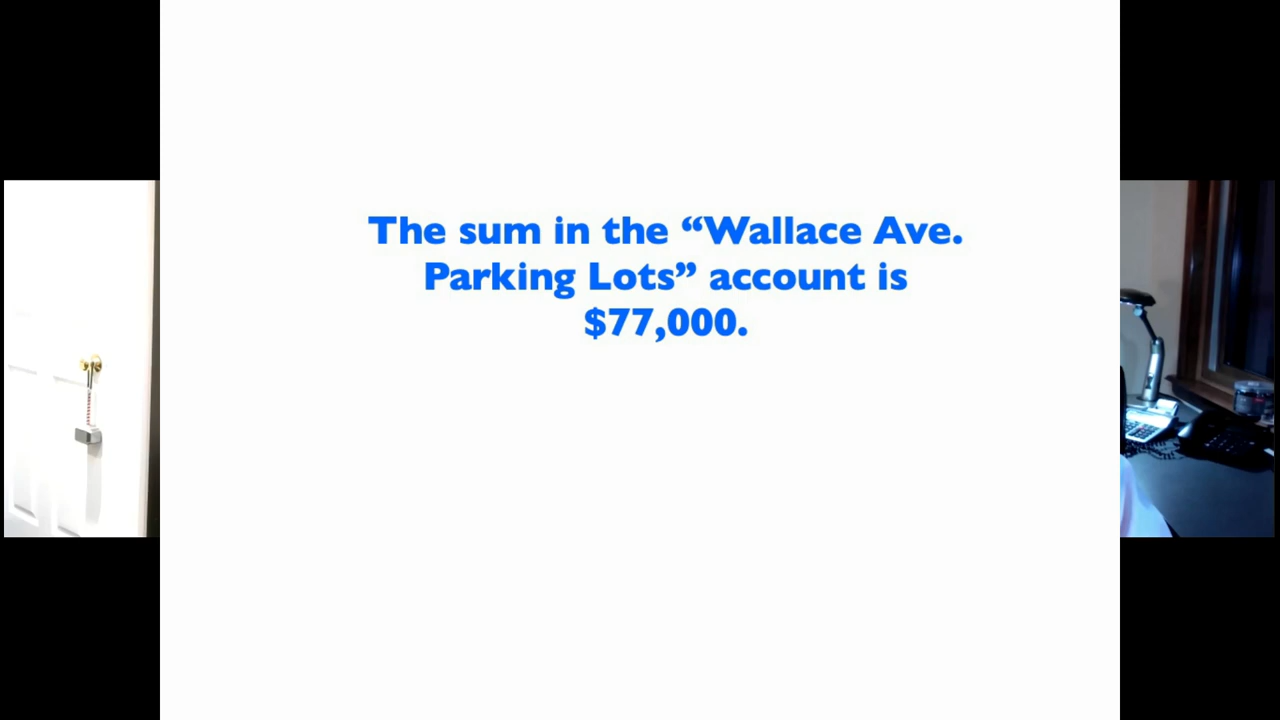 The sum in the “Wallace Ave.
Parking Lots” account is
$77,000.